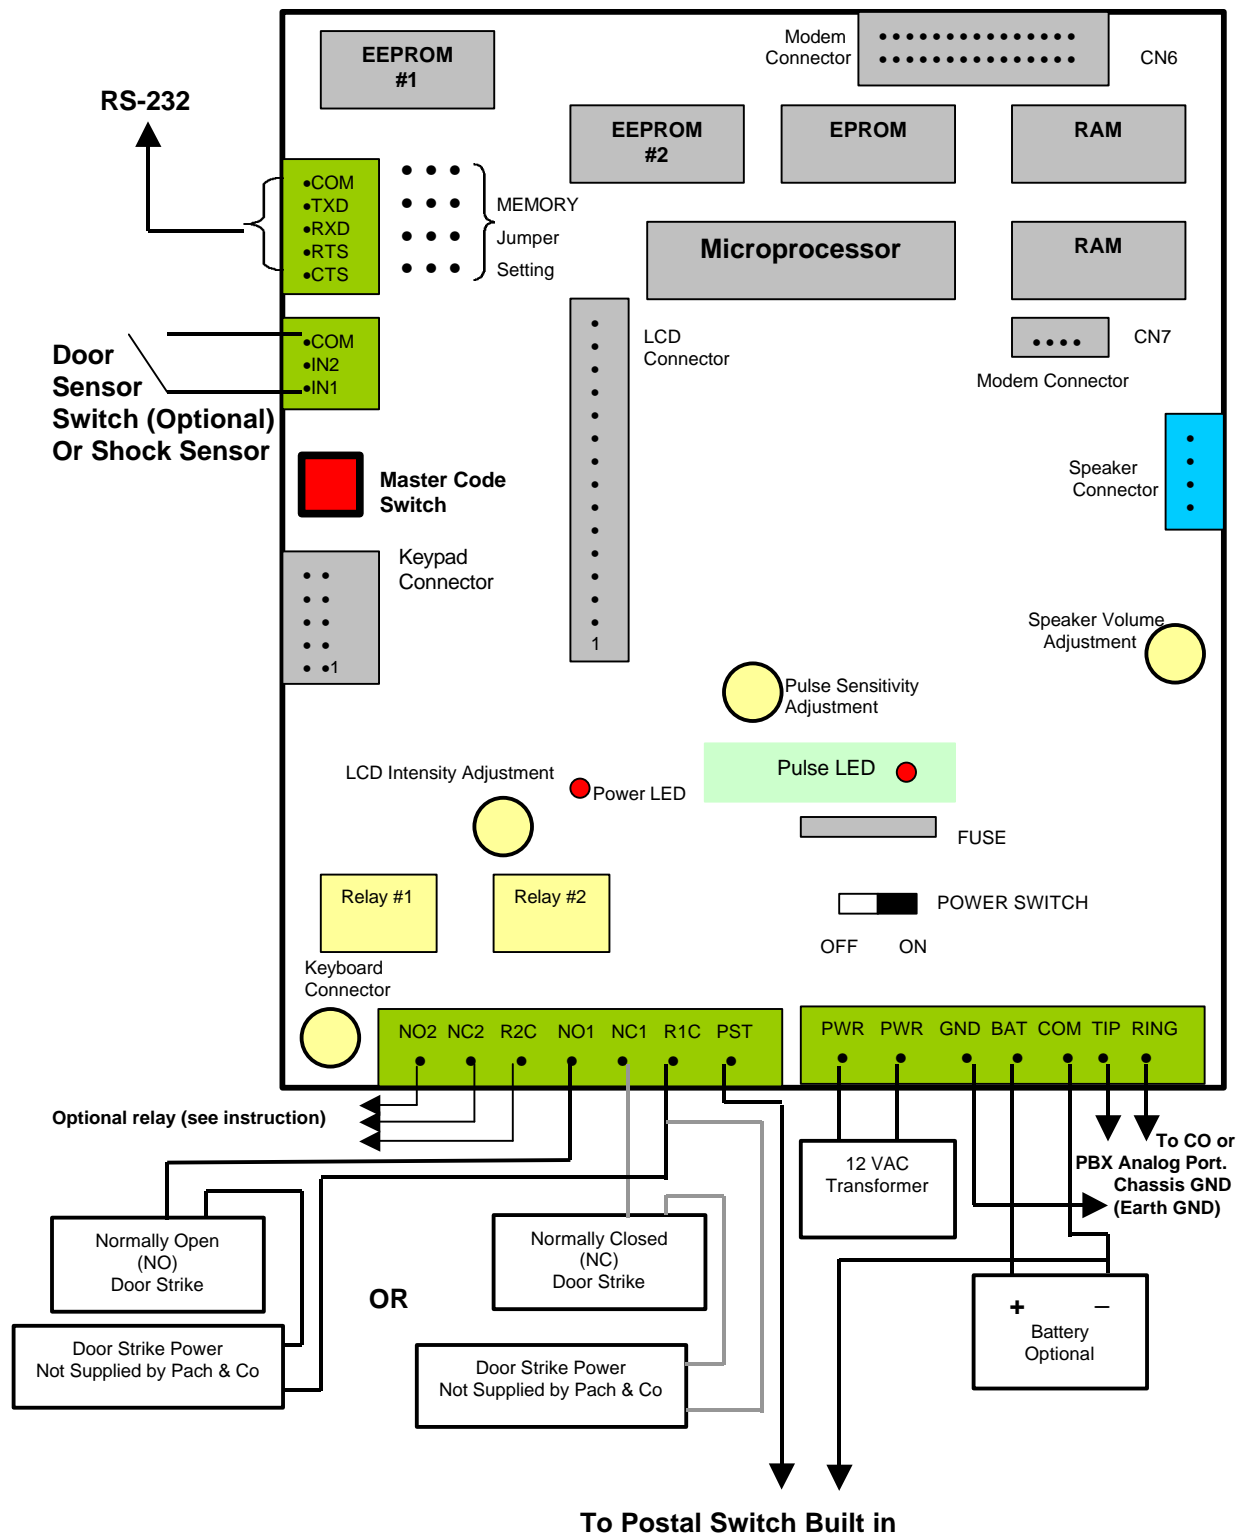 EEPROM
#1
Modem
Connector
CN6
RS-232
EEPROM
#2
EPROM
RAM
•COM
•TXD
•RXD
•RTS
•CTS
MEMORY
Jumper
Setting
Microprocessor
RAM
•COM
•IN2
•IN1
Door
Sensor
Switch (Optional)
Or Shock Sensor
LCD
Connector
1
CN7
Modem Connector
Master Code
Switch
Speaker
Connector
Keypad
Connector
1
Speaker Volume
Adjustment
Pulse Sensitivity
Adjustment
LCD Intensity Adjustment
Power LED
Pulse LED
FUSE
Relay #1
Relay #2
POWER SWITCH
OFF
ON
Keyboard
Connector
NO2 NC2 R2C NO1 NC1 R1C PST
PWR PWR GND BAT COM TIP RING
Optional relay (see instruction)
To CO or
PBX Analog Port.
Chassis GND
(Earth GND)
12 VAC
Transformer
Normally Open
(NO)
Door Strike
OR
Normally Closed
(NC)
Door Strike
+ –
Battery
Optional
Door Strike Power
Not Supplied by Pach & Co
Door Strike Power
Not Supplied by Pach & Co
To Postal Switch Built in